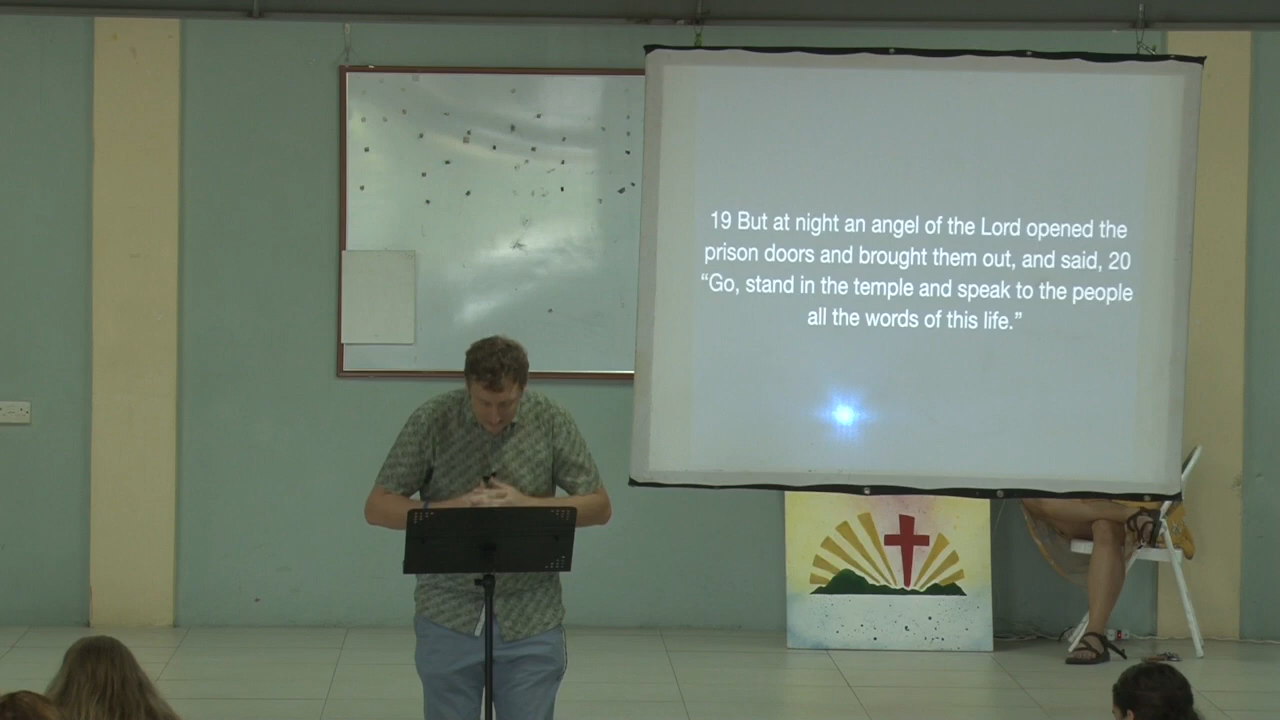 19 But at night an angel of the Lord opened the
prison doors and brought them out, and said, 20
“Go, stand in the temple and speak to the people
all the words of this life.”